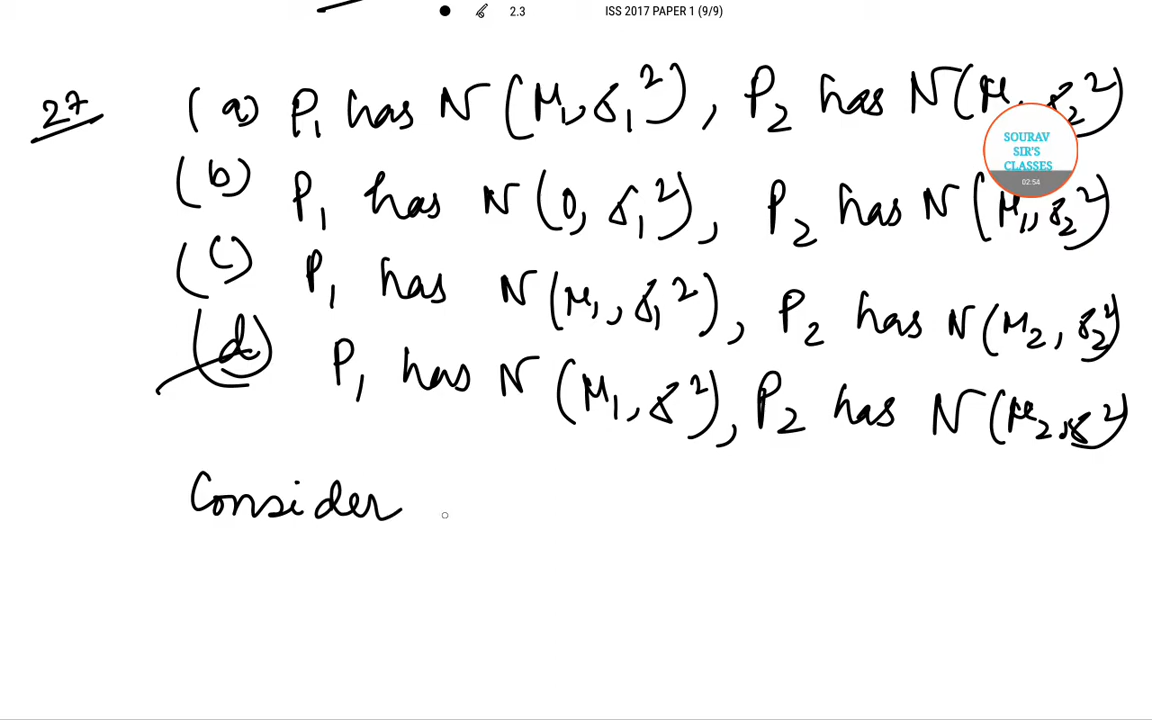 2.3 ISS 2017 PAPER 1 (9/9)
27 (a) P₁ has N(μ₁, σ₁²), P₂ has N(μ, σ₂²)
SOURAV
SIR'S
CLASSES
02:54
(b) P₁ has N(0, σ₁²), P₂ has N(μ₁, σ₂²)
(c) P₁ has N(μ₁, σ₁²), P₂ has N(μ₂, σ₂²)
(d) P₁ has N(μ₁, σ²), P₂ has N(μ₂, σ²)
Consider